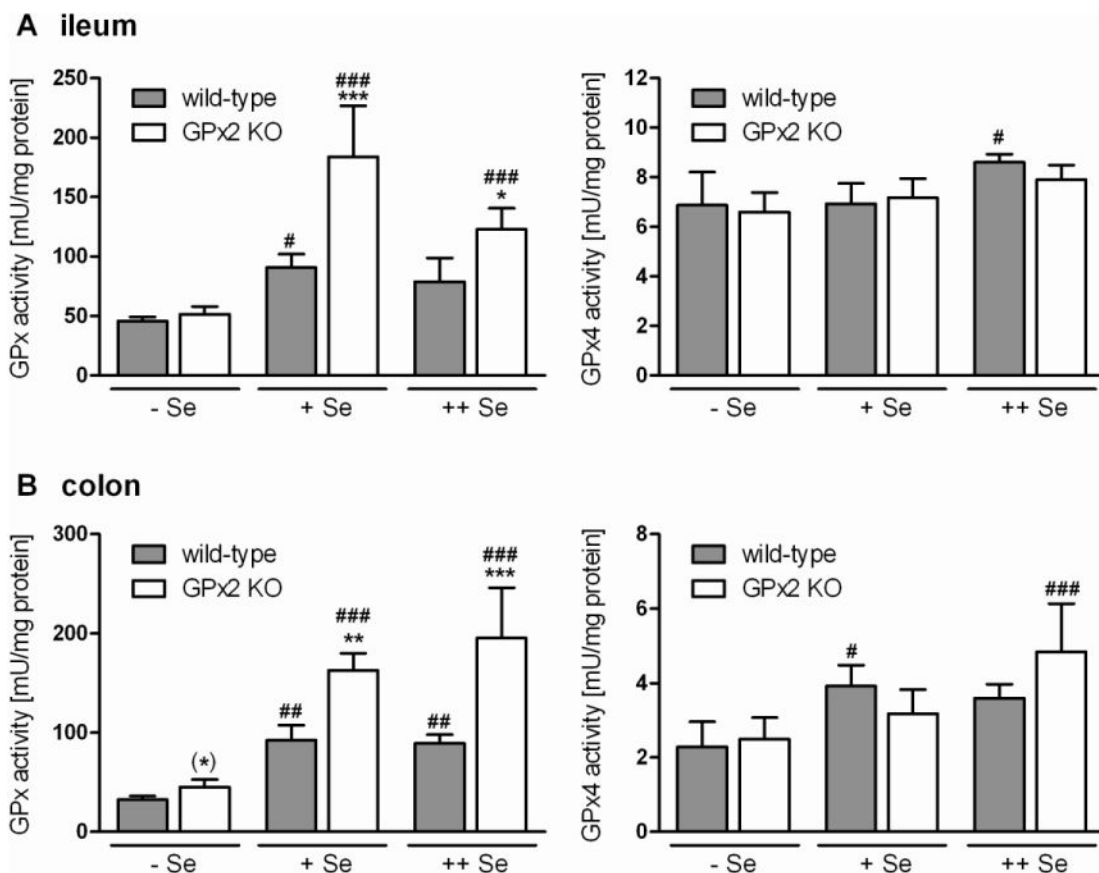 A ileum
GPx activity [mU/mg protein]
250
200
150
100
50
0
wild-type
GPx2 KO
#
###
***
###
*
- Se
+ Se
++ Se
GPx4 activity [mU/mg protein]
12
10
8
6
4
2
0
wild-type
GPx2 KO
#
- Se
+ Se
++ Se
B colon
GPx activity [mU/mg protein]
300
200
100
0
wild-type
GPx2 KO
(*)
##
###
**
##
###
***
- Se
+ Se
++ Se
GPx4 activity [mU/mg protein]
8
6
4
2
0
wild-type
GPx2 KO
#
###
- Se
+ Se
++ Se